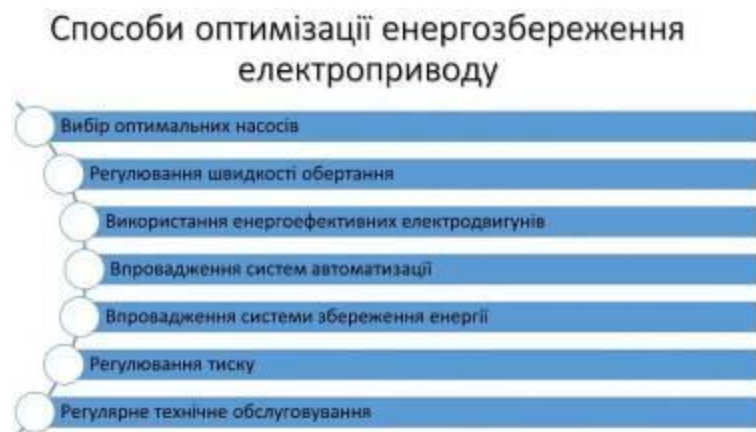 Способи оптимізації енергозбереження
електроприводу
Вибір оптимальних насосів
Регулювання швидкості обертання
Використання енергоефективних електродвигунів
Впровадження систем автоматизації
Впровадження системи збереження енергії
Регулювання тиску
Регулярне технічне обслуговування